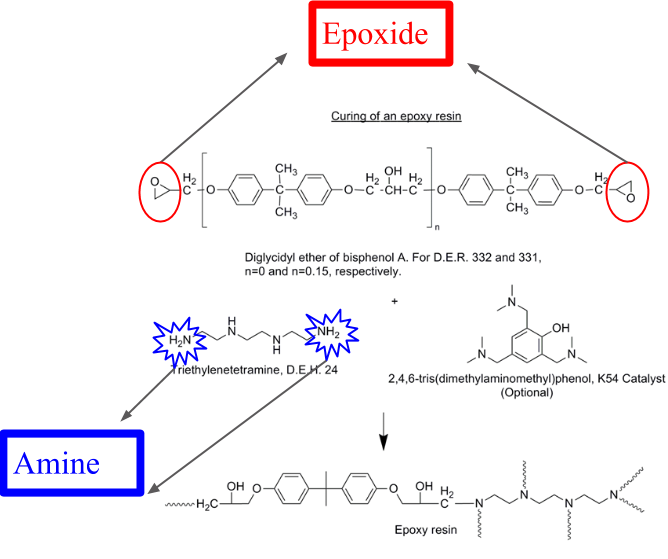 Epoxide
Curing of an epoxy resin
O
H₂
C
O
CH₃
CH₃
O
H₂
C
OH
H₂
C
O
CH₃
CH₃
O
H₂
C
O
n
Diglycidyl ether of bisphenol A. For D.E.R. 332 and 331,
n=0 and n=0.15, respectively.
+
H₂N
H
N
N
H
NH₂
N
OH
N
N
Triethylenetetramine, D.E.H. 24
2,4,6-tris(dimethylaminomethyl)phenol, K54 Catalyst
(Optional)
Amine
H₂C
OH
O
O
OH
H₂
C
N
N
N
N
Epoxy resin